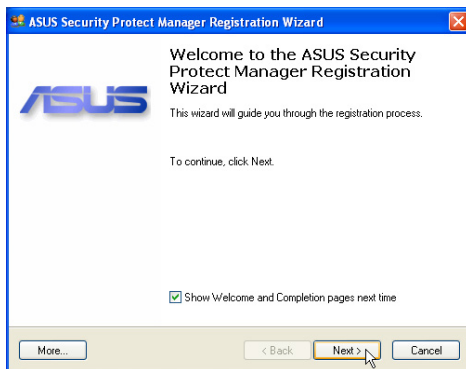 ASUS Security Protect Manager Registration Wizard
Welcome to the ASUS Security
Protect Manager Registration
Wizard
ASUS
This wizard will guide you through the registration process.
To continue, click Next.
Show Welcome and Completion pages next time
More...
< Back
Next >
Cancel